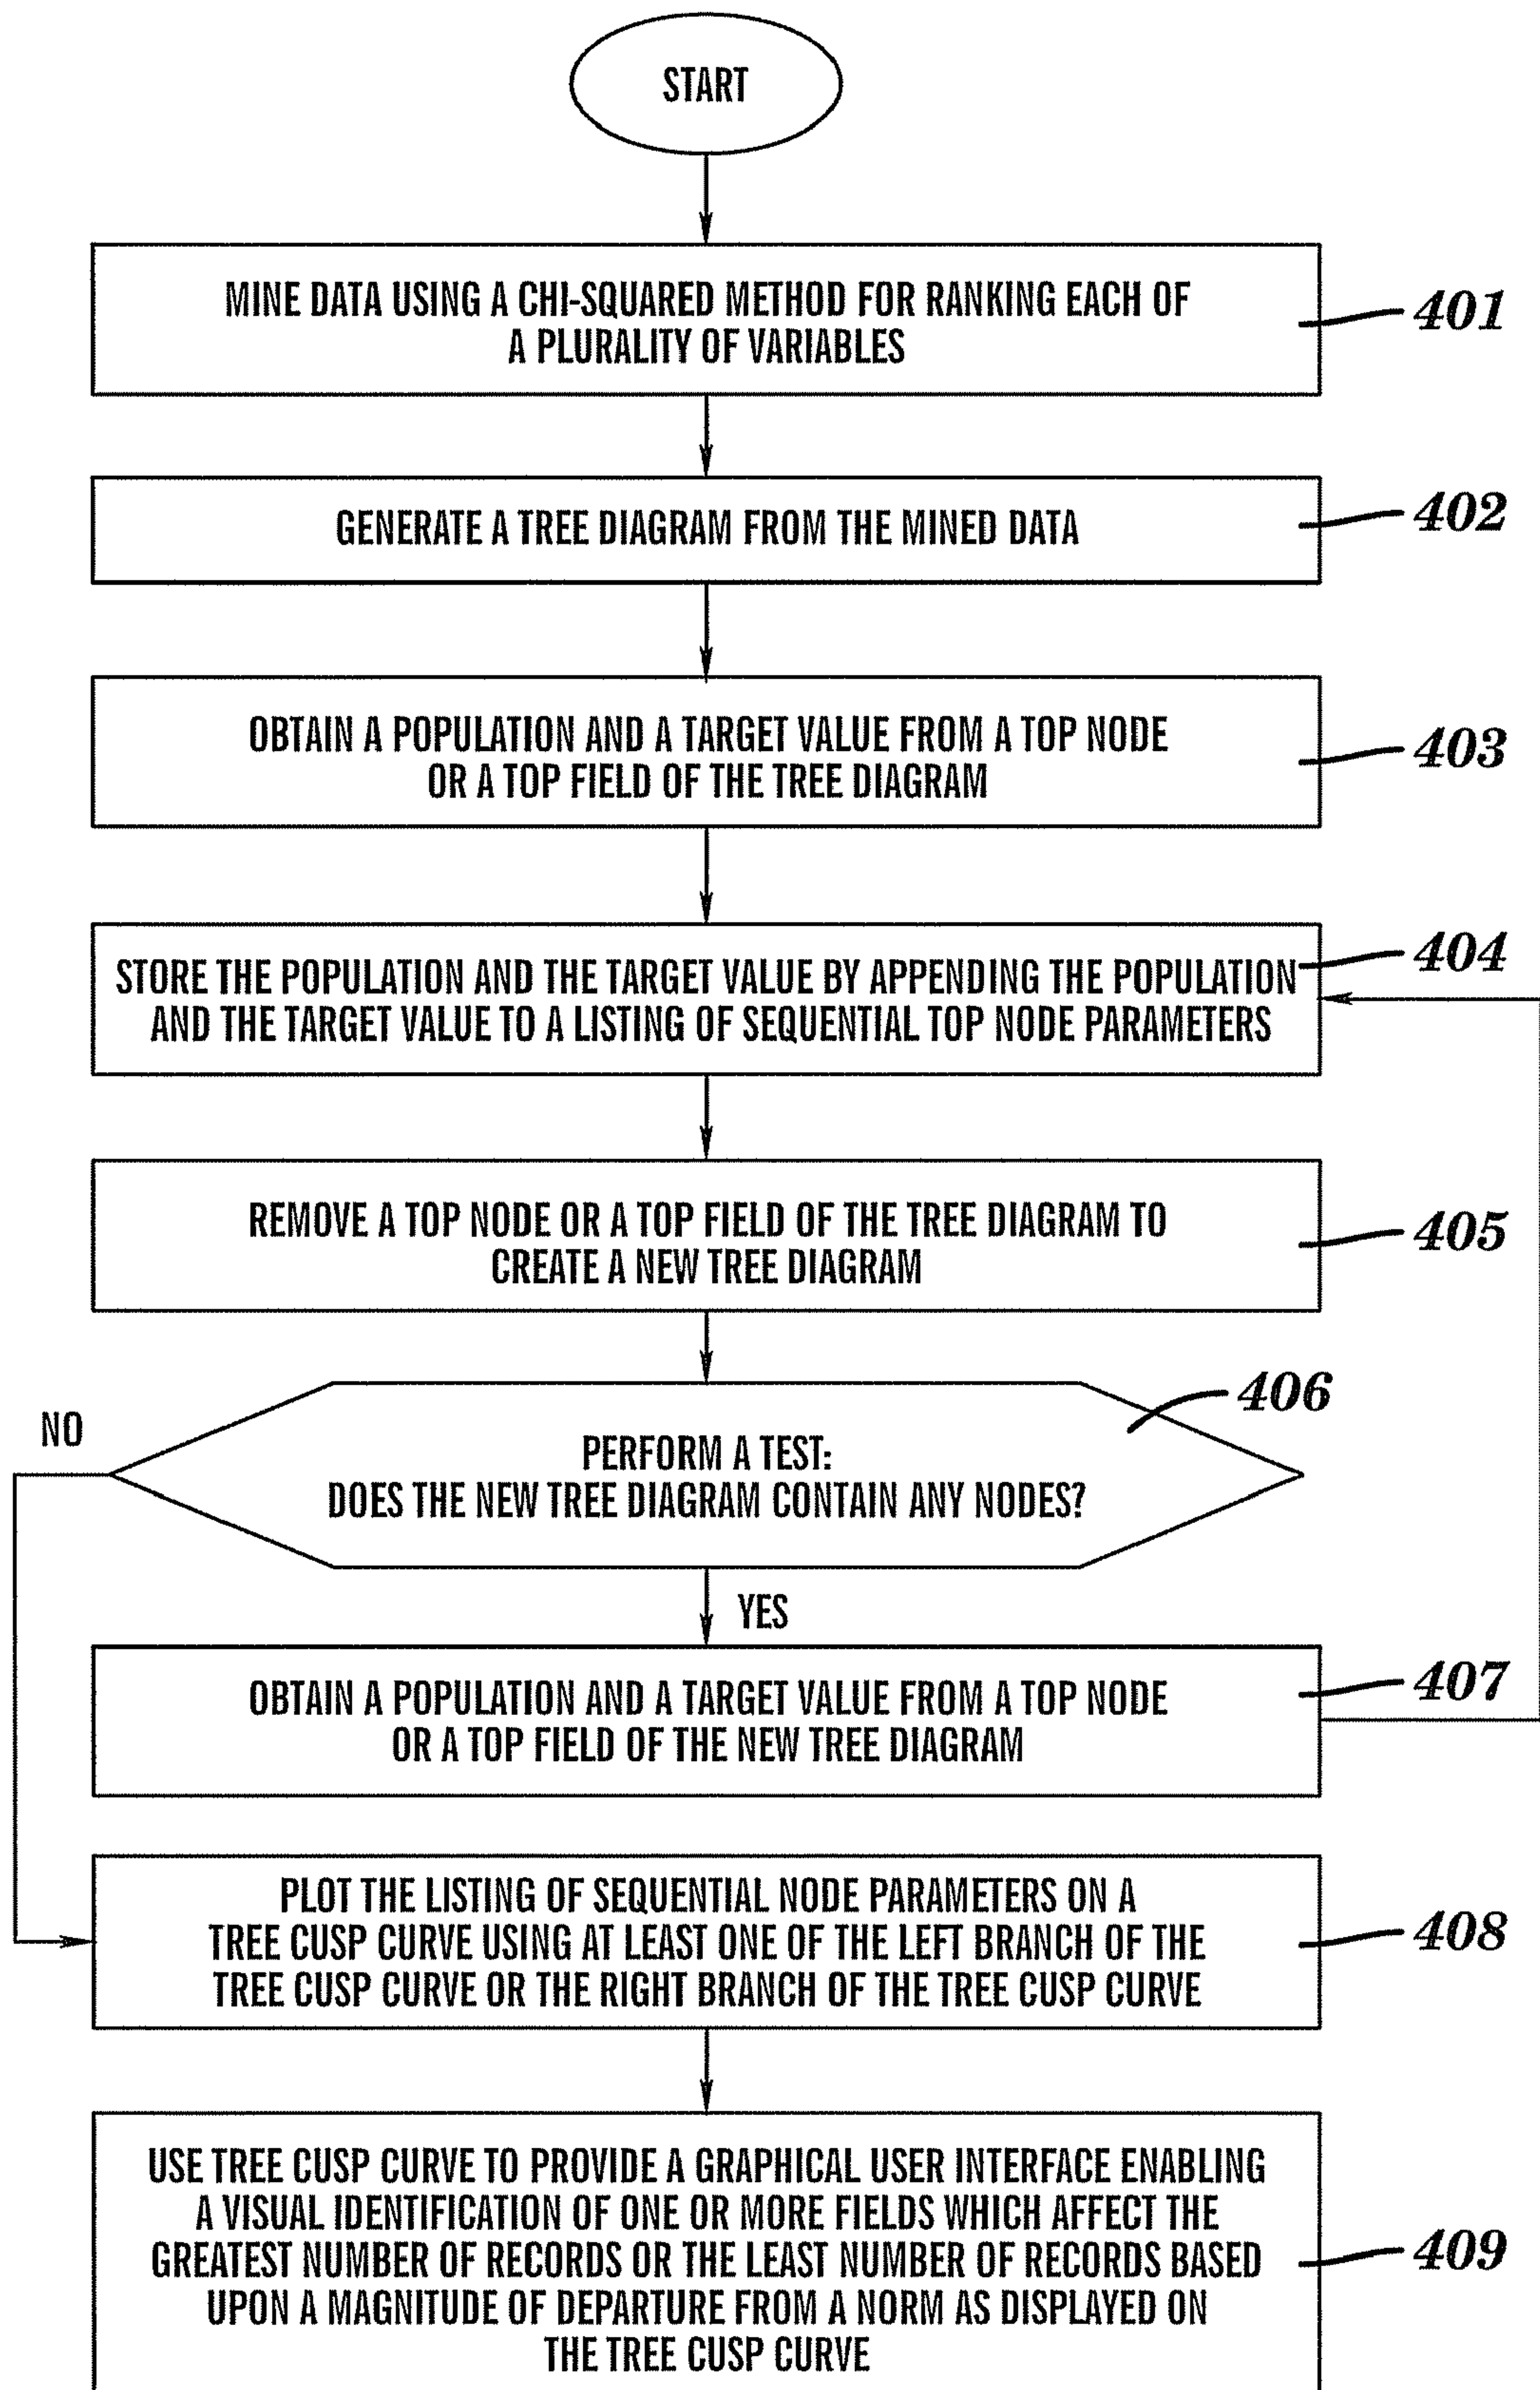 START
MINE DATA USING A CHI-SQUARED METHOD FOR RANKING EACH OF
A PLURALITY OF VARIABLES
401
GENERATE A TREE DIAGRAM FROM THE MINED DATA
402
OBTAIN A POPULATION AND A TARGET VALUE FROM A TOP NODE
OR A TOP FIELD OF THE TREE DIAGRAM
403
STORE THE POPULATION AND THE TARGET VALUE BY APPENDING THE POPULATION
AND THE TARGET VALUE TO A LISTING OF SEQUENTIAL TOP NODE PARAMETERS
404
REMOVE A TOP NODE OR A TOP FIELD OF THE TREE DIAGRAM TO
CREATE A NEW TREE DIAGRAM
405
406
NO
PERFORM A TEST:
DOES THE NEW TREE DIAGRAM CONTAIN ANY NODES?
YES
OBTAIN A POPULATION AND A TARGET VALUE FROM A TOP NODE
OR A TOP FIELD OF THE NEW TREE DIAGRAM
407
PLOT THE LISTING OF SEQUENTIAL NODE PARAMETERS ON A
TREE CUSP CURVE USING AT LEAST ONE OF THE LEFT BRANCH OF THE
TREE CUSP CURVE OR THE RIGHT BRANCH OF THE TREE CUSP CURVE
408
USE TREE CUSP CURVE TO PROVIDE A GRAPHICAL USER INTERFACE ENABLING
A VISUAL IDENTIFICATION OF ONE OR MORE FIELDS WHICH AFFECT THE
GREATEST NUMBER OF RECORDS OR THE LEAST NUMBER OF RECORDS BASED
UPON A MAGNITUDE OF DEPARTURE FROM A NORM AS DISPLAYED ON
THE TREE CUSP CURVE
409